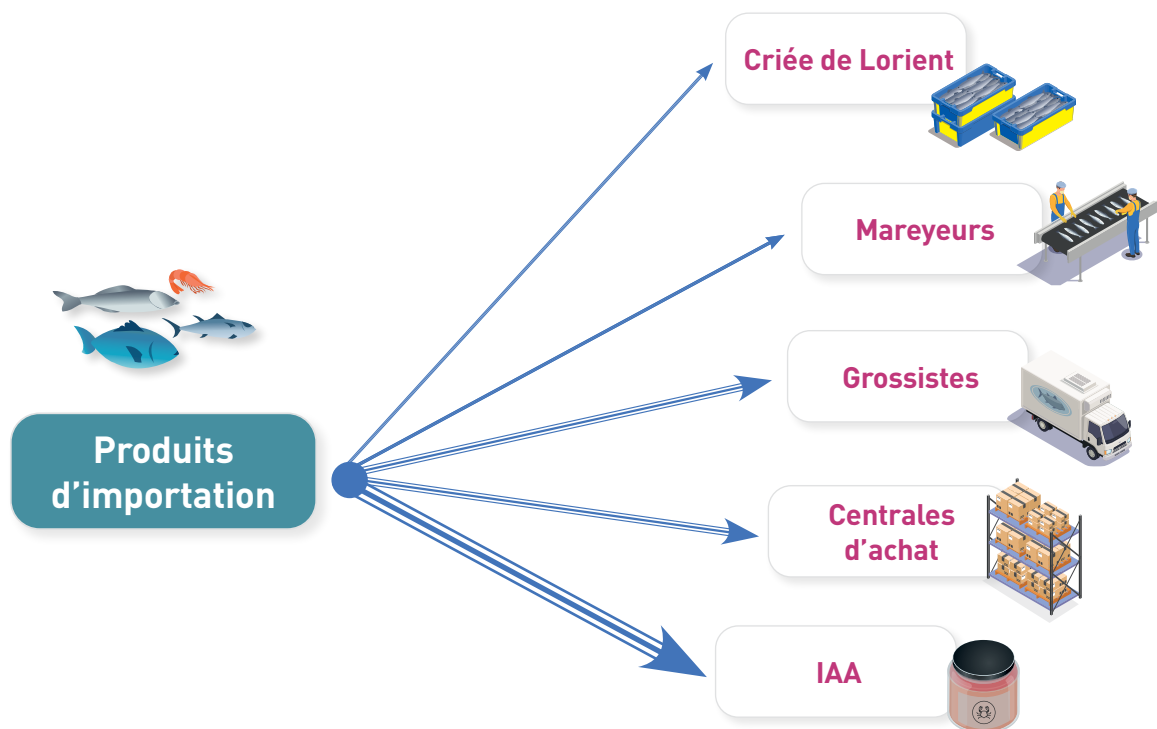 Criée de Lorient
Mareyeurs
Grossistes
Produits
d'importation
Centrales
d'achat
IAA